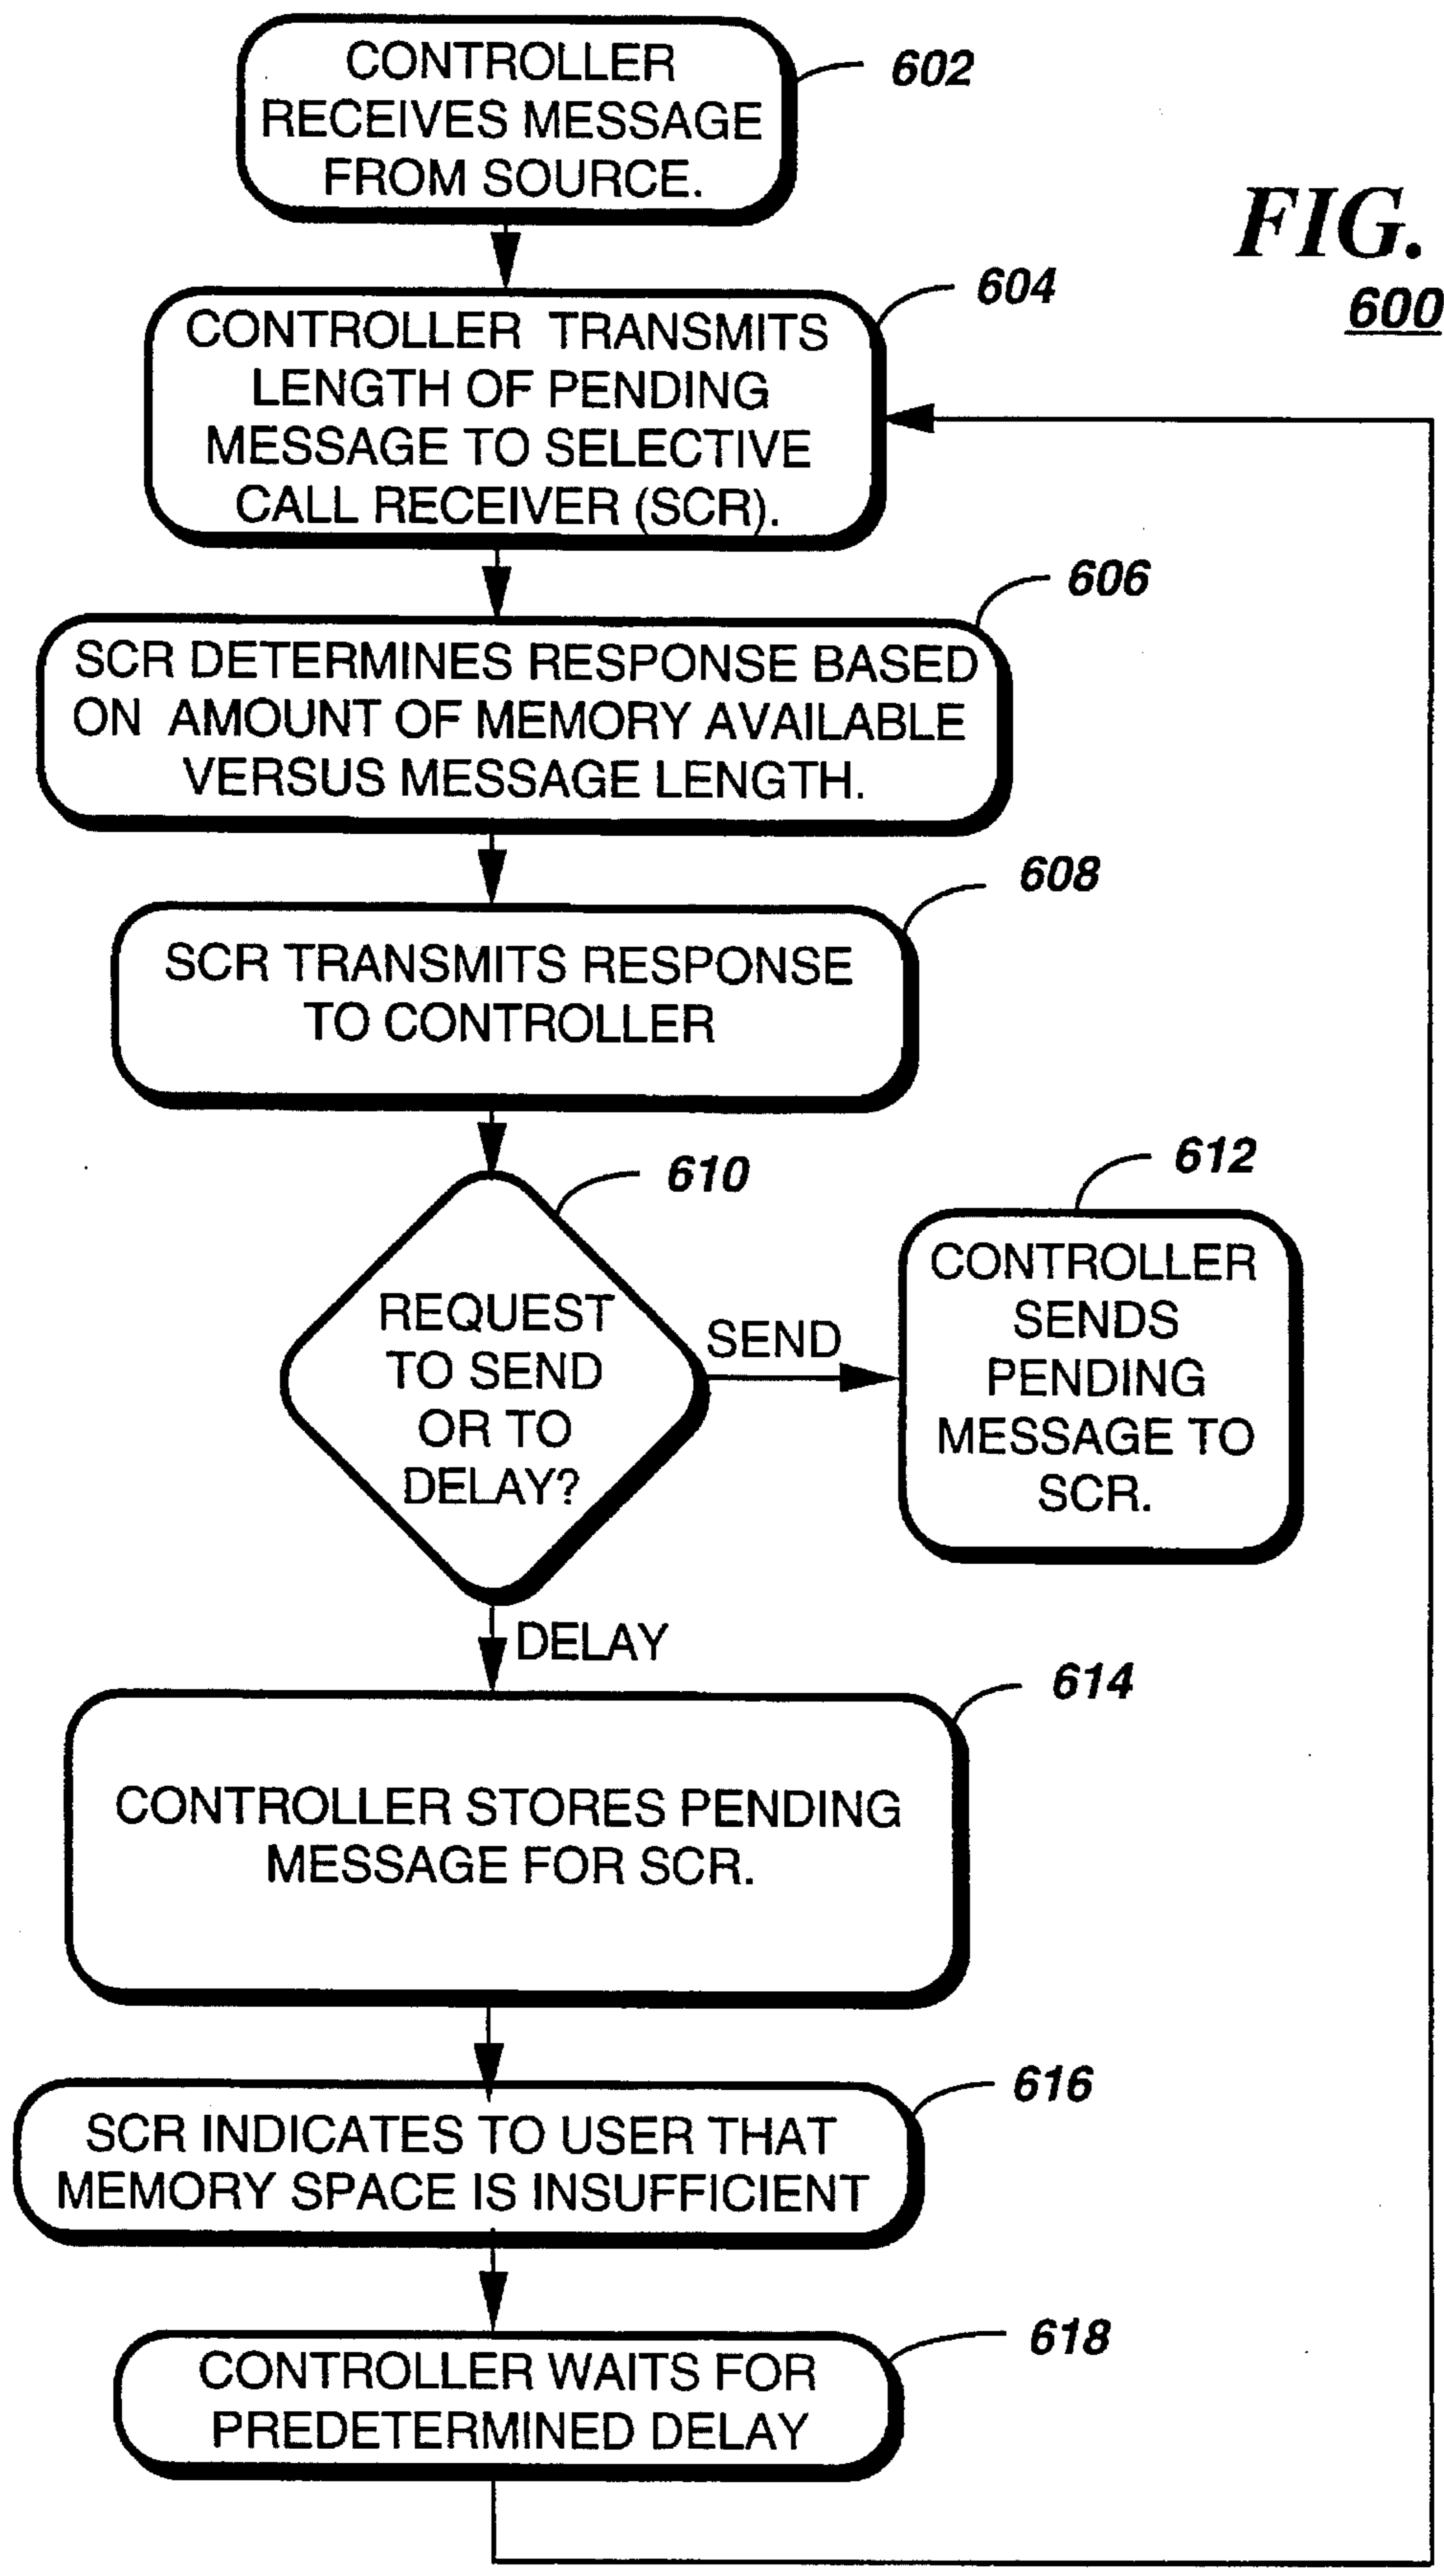 CONTROLLER
RECEIVES MESSAGE
FROM SOURCE.
602
FIG.
600
604
CONTROLLER TRANSMITS
LENGTH OF PENDING
MESSAGE TO SELECTIVE
CALL RECEIVER (SCR).
606
SCR DETERMINES RESPONSE BASED
ON AMOUNT OF MEMORY AVAILABLE
VERSUS MESSAGE LENGTH.
608
SCR TRANSMITS RESPONSE
TO CONTROLLER
610
REQUEST
TO SEND
OR TO
DELAY?
SEND
612
CONTROLLER
SENDS
PENDING
MESSAGE TO
SCR.
DELAY
614
CONTROLLER STORES PENDING
MESSAGE FOR SCR.
616
SCR INDICATES TO USER THAT
MEMORY SPACE IS INSUFFICIENT
618
CONTROLLER WAITS FOR
PREDETERMINED DELAY